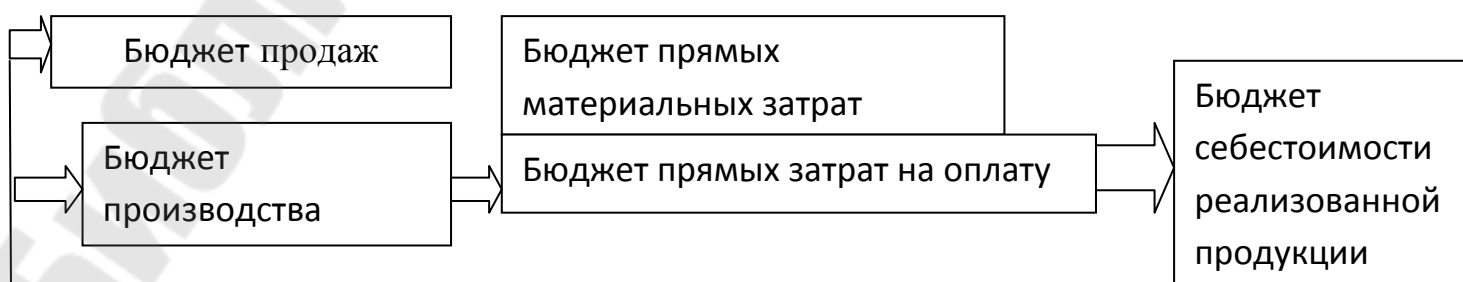 Бюджет продаж
Бюджет
производства
Бюджет прямых
материальных затрат
Бюджет прямых затрат на оплату
Бюджет
себестоимости
реализованной
продукции